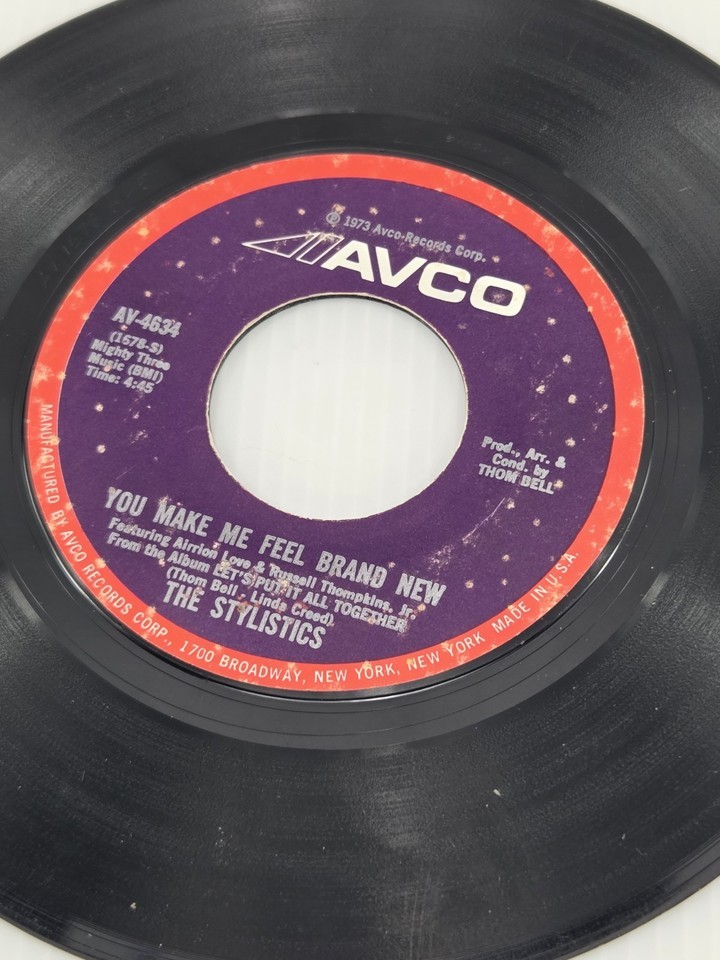 ℗ 1973 Avco-Records Corp.
AVCO
AV-4634
(1678-S)
Mighty Three
Music (BMI)
Time: 4:45
Prod., Arr. &
Cond. by
THOM BELL
YOU MAKE ME FEEL BRAND NEW
Featuring Airrion Love & Russell Thompkins, Jr.
From the Album LET'S PUT IT ALL TOGETHER
(Thom Bell - Linda Creed)
THE STYLISTICS
MANUFACTURED BY AVCO RECORDS CORP., 1700 BROADWAY, NEW YORK, NEW YORK MADE IN U.S.A.